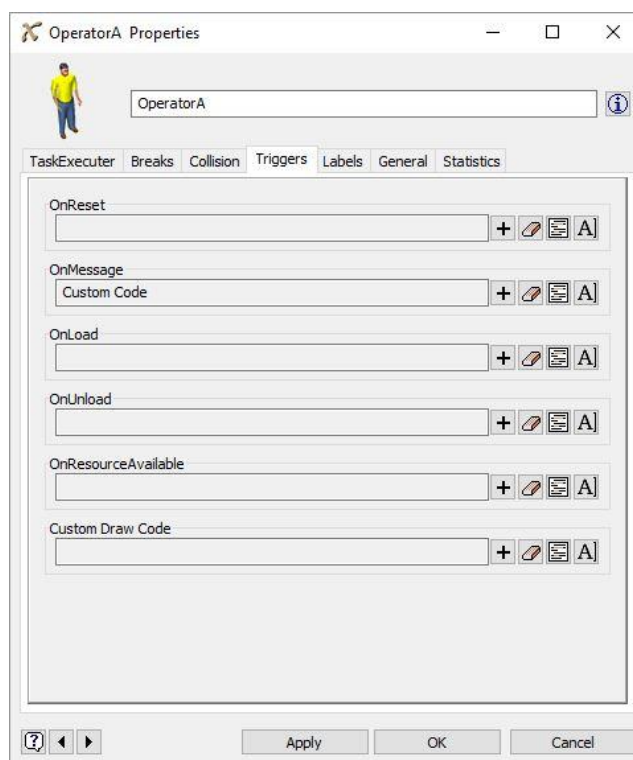 OperatorA Properties
OperatorA
TaskExecuter Breaks Collision Triggers Labels General Statistics
OnReset
A]
OnMessage
Custom Code
A]
OnLoad
A]
OnUnload
A]
OnResourceAvailable
A]
Custom Draw Code
A]
Apply OK Cancel